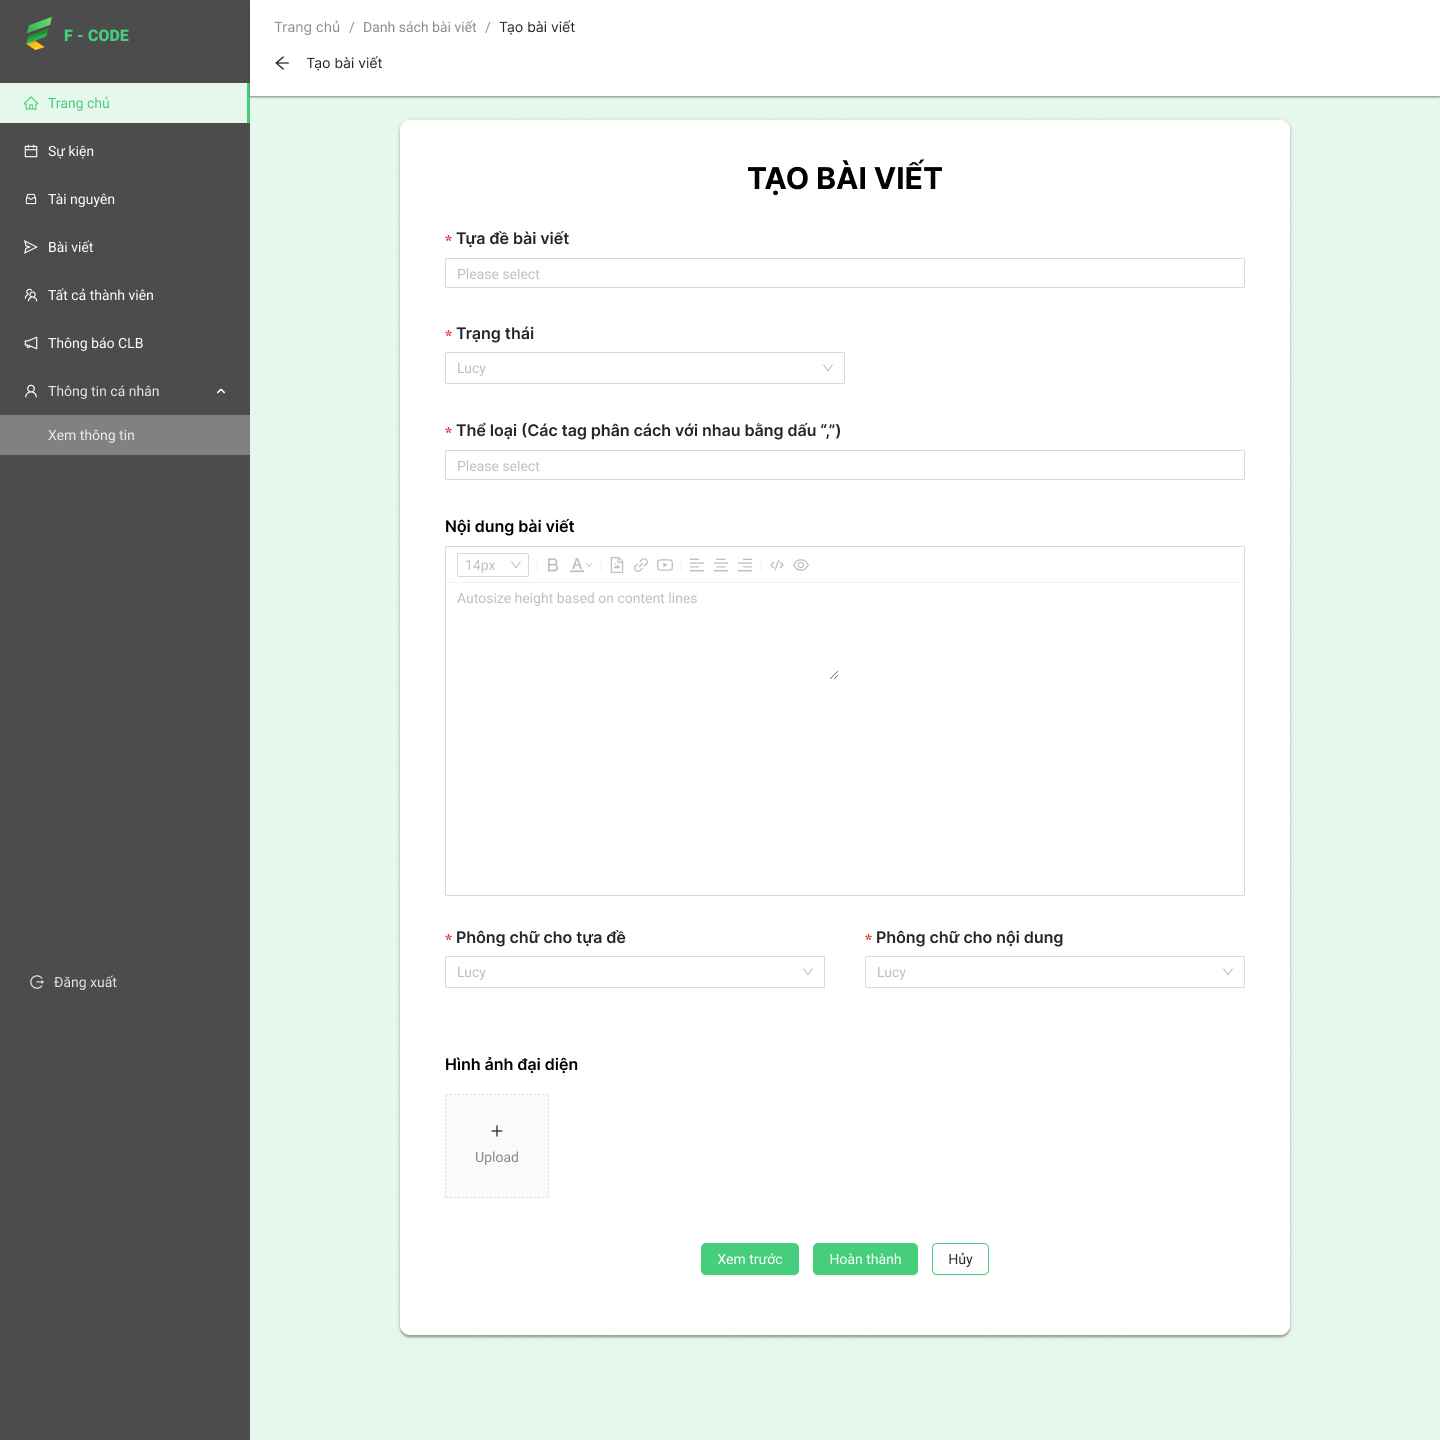 F - CODE
Trang chủ
Sự kiện
Tài nguyên
Bài viết
Tất cả thành viên
Thông báo CLB
Thông tin cá nhân
Xem thông tin
Đăng xuất
Trang chủ / Danh sách bài viết / Tạo bài viết
Tạo bài viết
TẠO BÀI VIẾT
* Tựa đề bài viết
Please select
* Trạng thái
Lucy
* Thể loại (Các tag phân cách với nhau bằng dấu “,”)
Please select
Nội dung bài viết
14px B A
Autosize height based on content lines
* Phông chữ cho tựa đề
Lucy
* Phông chữ cho nội dung
Lucy
Hình ảnh đại diện
+
Upload
Xem trước Hoàn thành Hủy